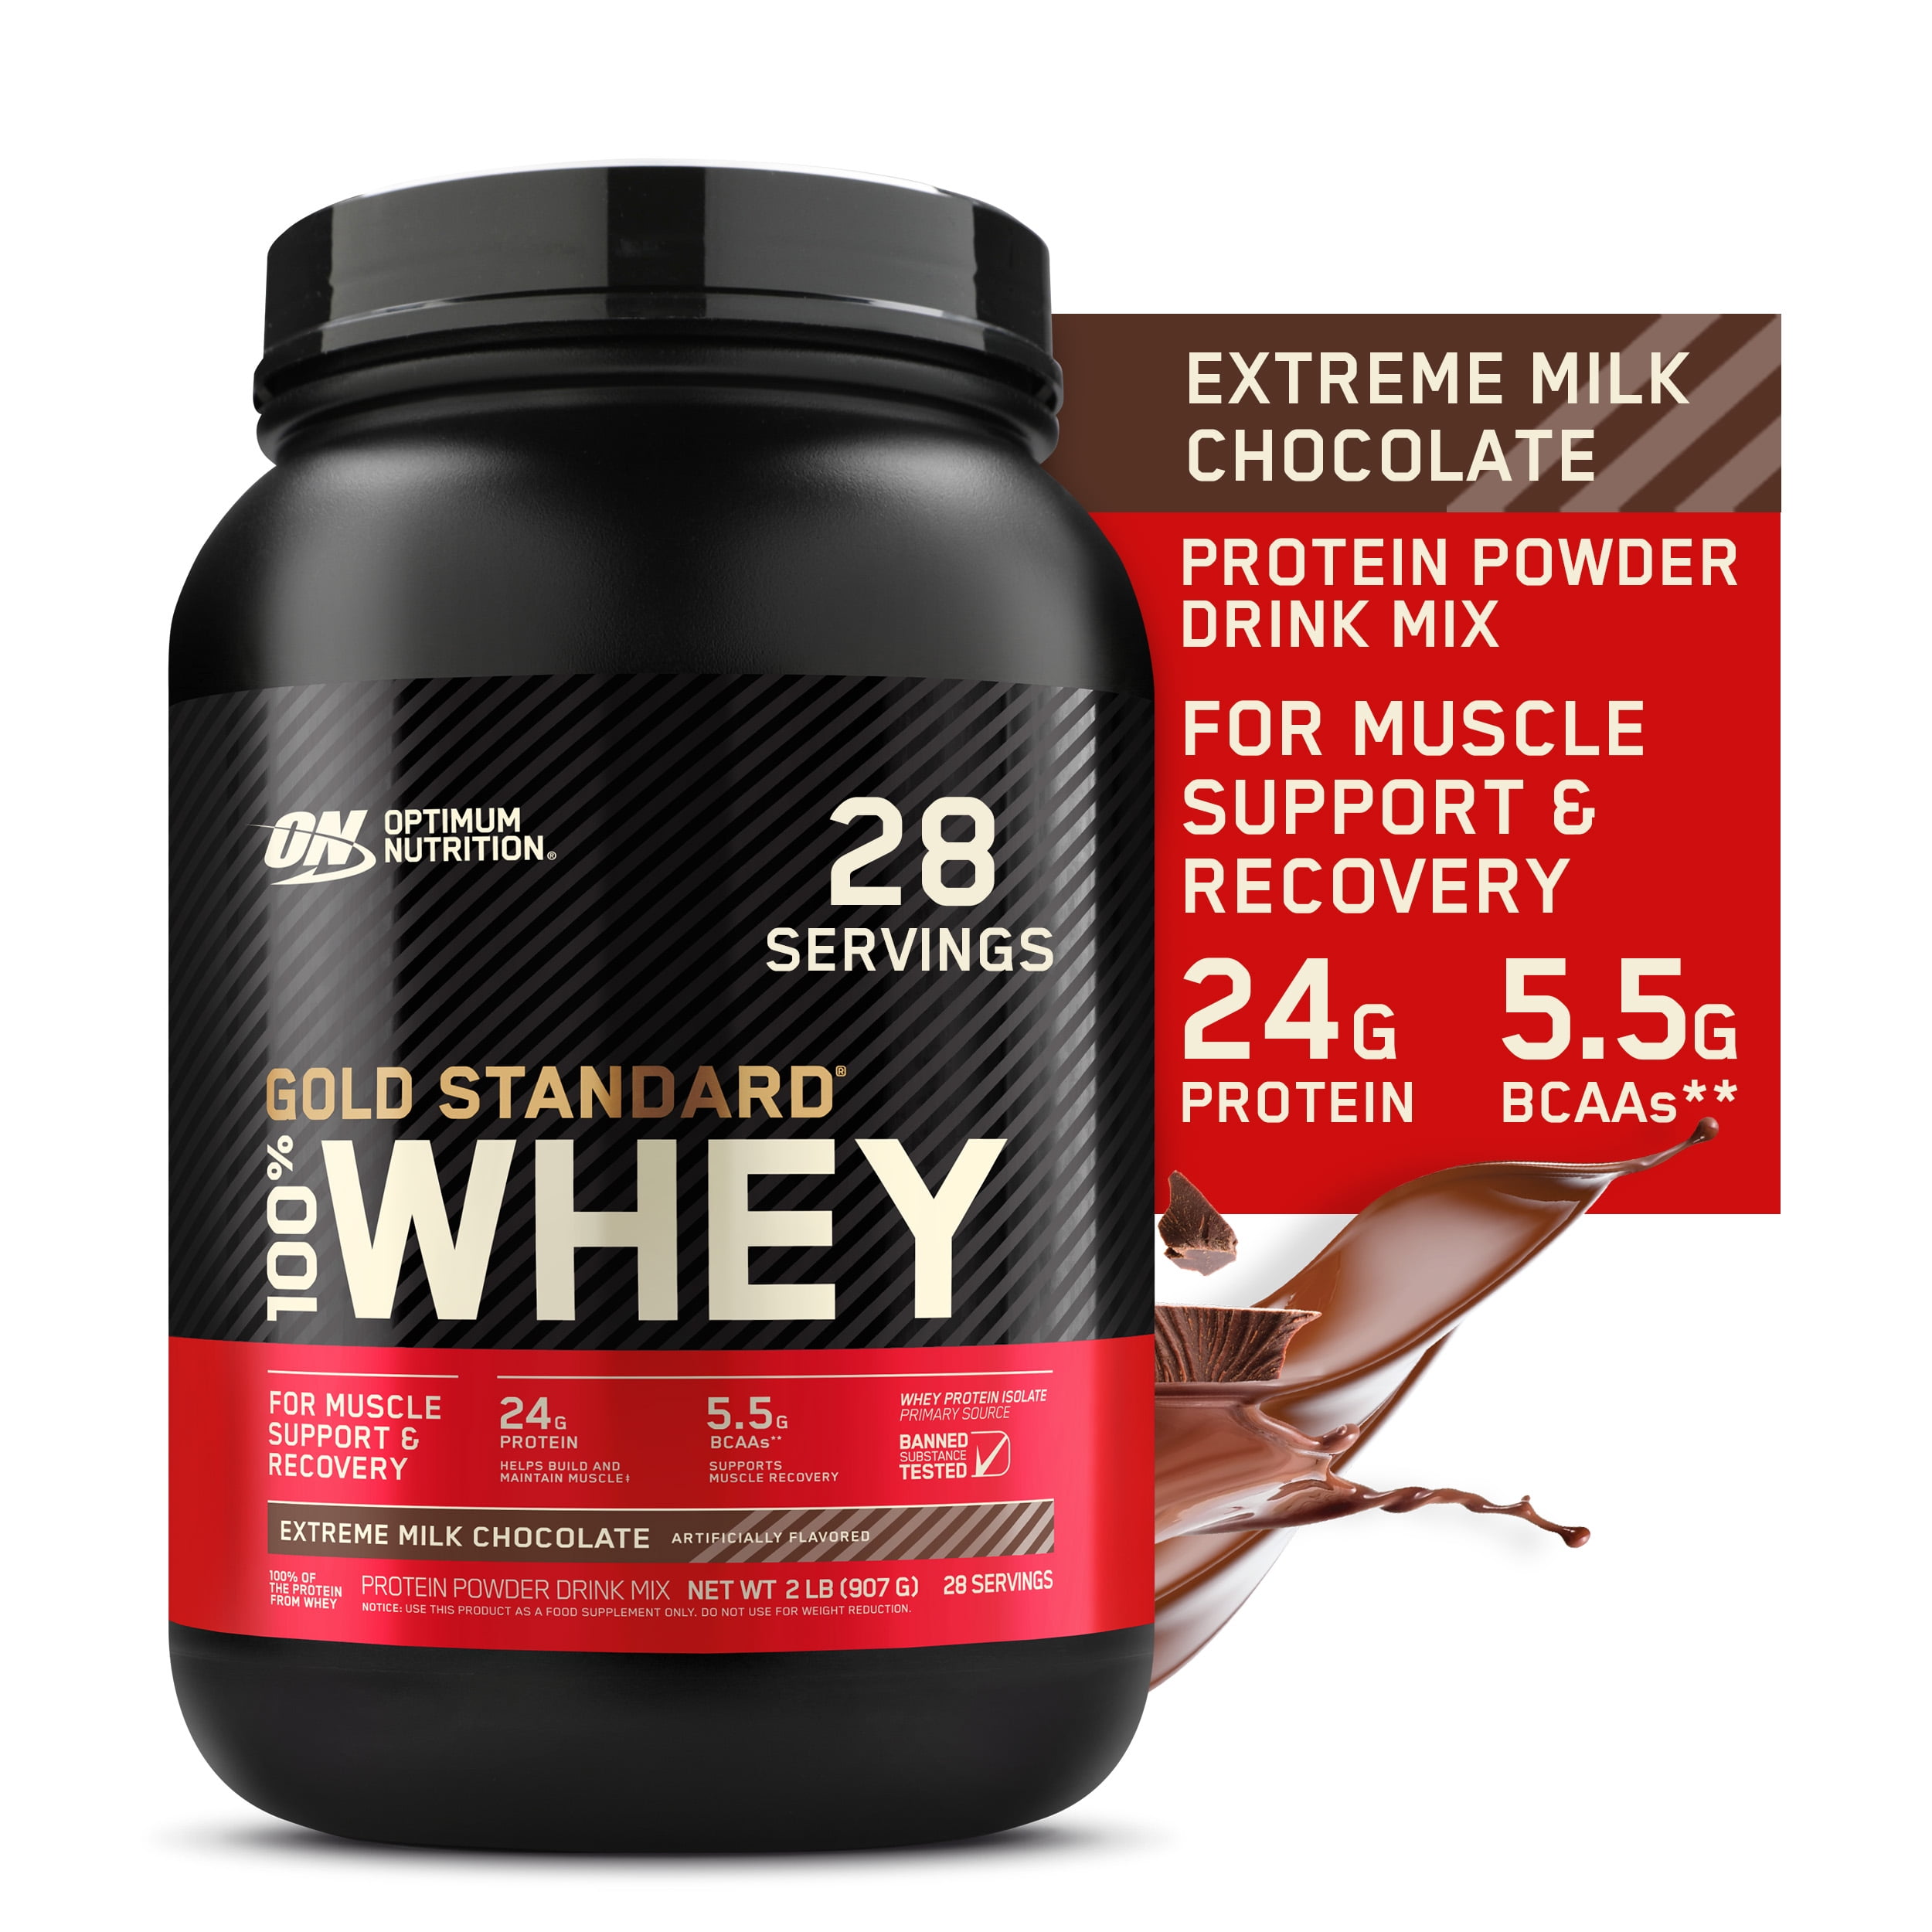 ON OPTIMUM
NUTRITION®
28
SERVINGS
GOLD STANDARD®
100% WHEY
FOR MUSCLE
SUPPORT &
RECOVERY
24G
PROTEIN
HELPS BUILD AND
MAINTAIN MUSCLE‡
5.5G
BCAAs**
SUPPORTS
MUSCLE RECOVERY
WHEY PROTEIN ISOLATE
PRIMARY SOURCE
BANNED
SUBSTANCE
TESTED
EXTREME MILK CHOCOLATE ARTIFICIALLY FLAVORED
100% OF
THE PROTEIN
FROM WHEY
PROTEIN POWDER DRINK MIX NET WT 2 LB (907 G) 28 SERVINGS
NOTICE: USE THIS PRODUCT AS A FOOD SUPPLEMENT ONLY. DO NOT USE FOR WEIGHT REDUCTION.
EXTREME MILK
CHOCOLATE
PROTEIN POWDER
DRINK MIX
FOR MUSCLE
SUPPORT &
RECOVERY
24G 5.5G
PROTEIN BCAAs**